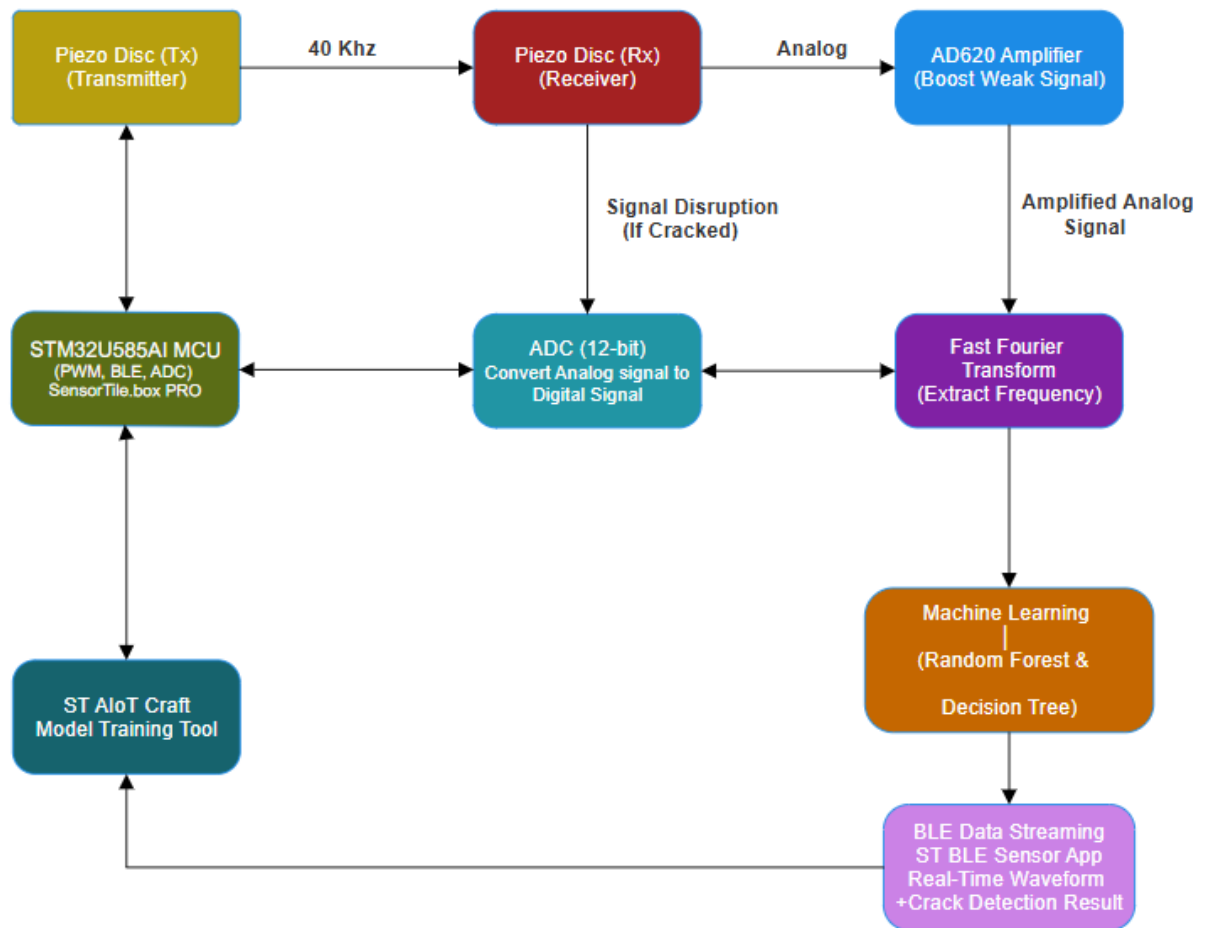 Piezo Disc (Tx)
(Transmitter)
40 Khz
Piezo Disc (Rx)
(Receiver)
Analog
AD620 Amplifier
(Boost Weak Signal)
Signal Disruption
(If Cracked)
Amplified Analog
Signal
STM32U585AI MCU
(PWM, BLE, ADC)
SensorTile.box PRO
ADC (12-bit)
Convert Analog signal to
Digital Signal
Fast Fourier
Transform
(Extract Frequency)
Machine Learning
|
(Random Forest &
Decision Tree)
ST AIoT Craft
Model Training Tool
BLE Data Streaming
ST BLE Sensor App
Real-Time Waveform
+Crack Detection Result